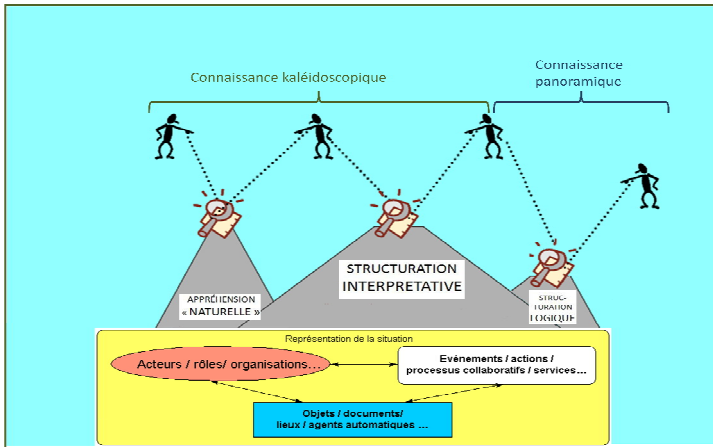 Connaissance kaléidoscopique
Connaissance
panoramique
STRUCTURATION
INTERPRETATIVE
APPRÉHENSION
« NATURELLE »
STRUC-
TURATION
LOGIQUE
Représentation de la situation
Acteurs / rôles/ organisations...
Evénements / actions /
processus collaboratifs / services...
Objets / documents/
lieux / agents automatiques ...